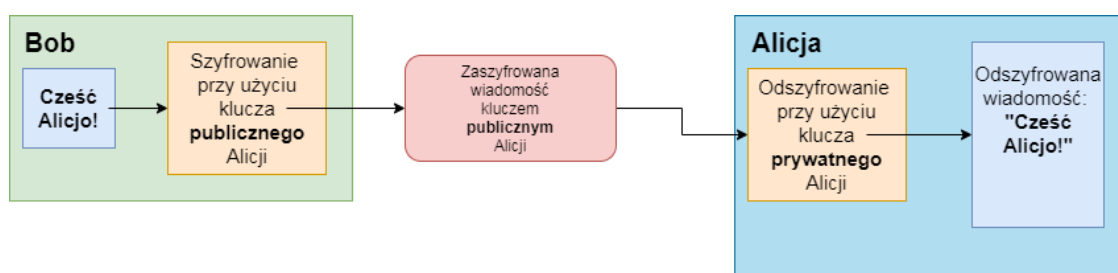 Bob
Cześć
Alicjo!
Szyfrowanie
przy użyciu
klucza
publicznego
Alicji
Zaszyfrowana
wiadomość
kluczem
publicznym
Alicji
Alicja
Odszyfrowanie
przy użyciu
klucza
prywatnego
Alicji
Odszyfrowana
wiadomość:
"Cześć
Alicjo!"